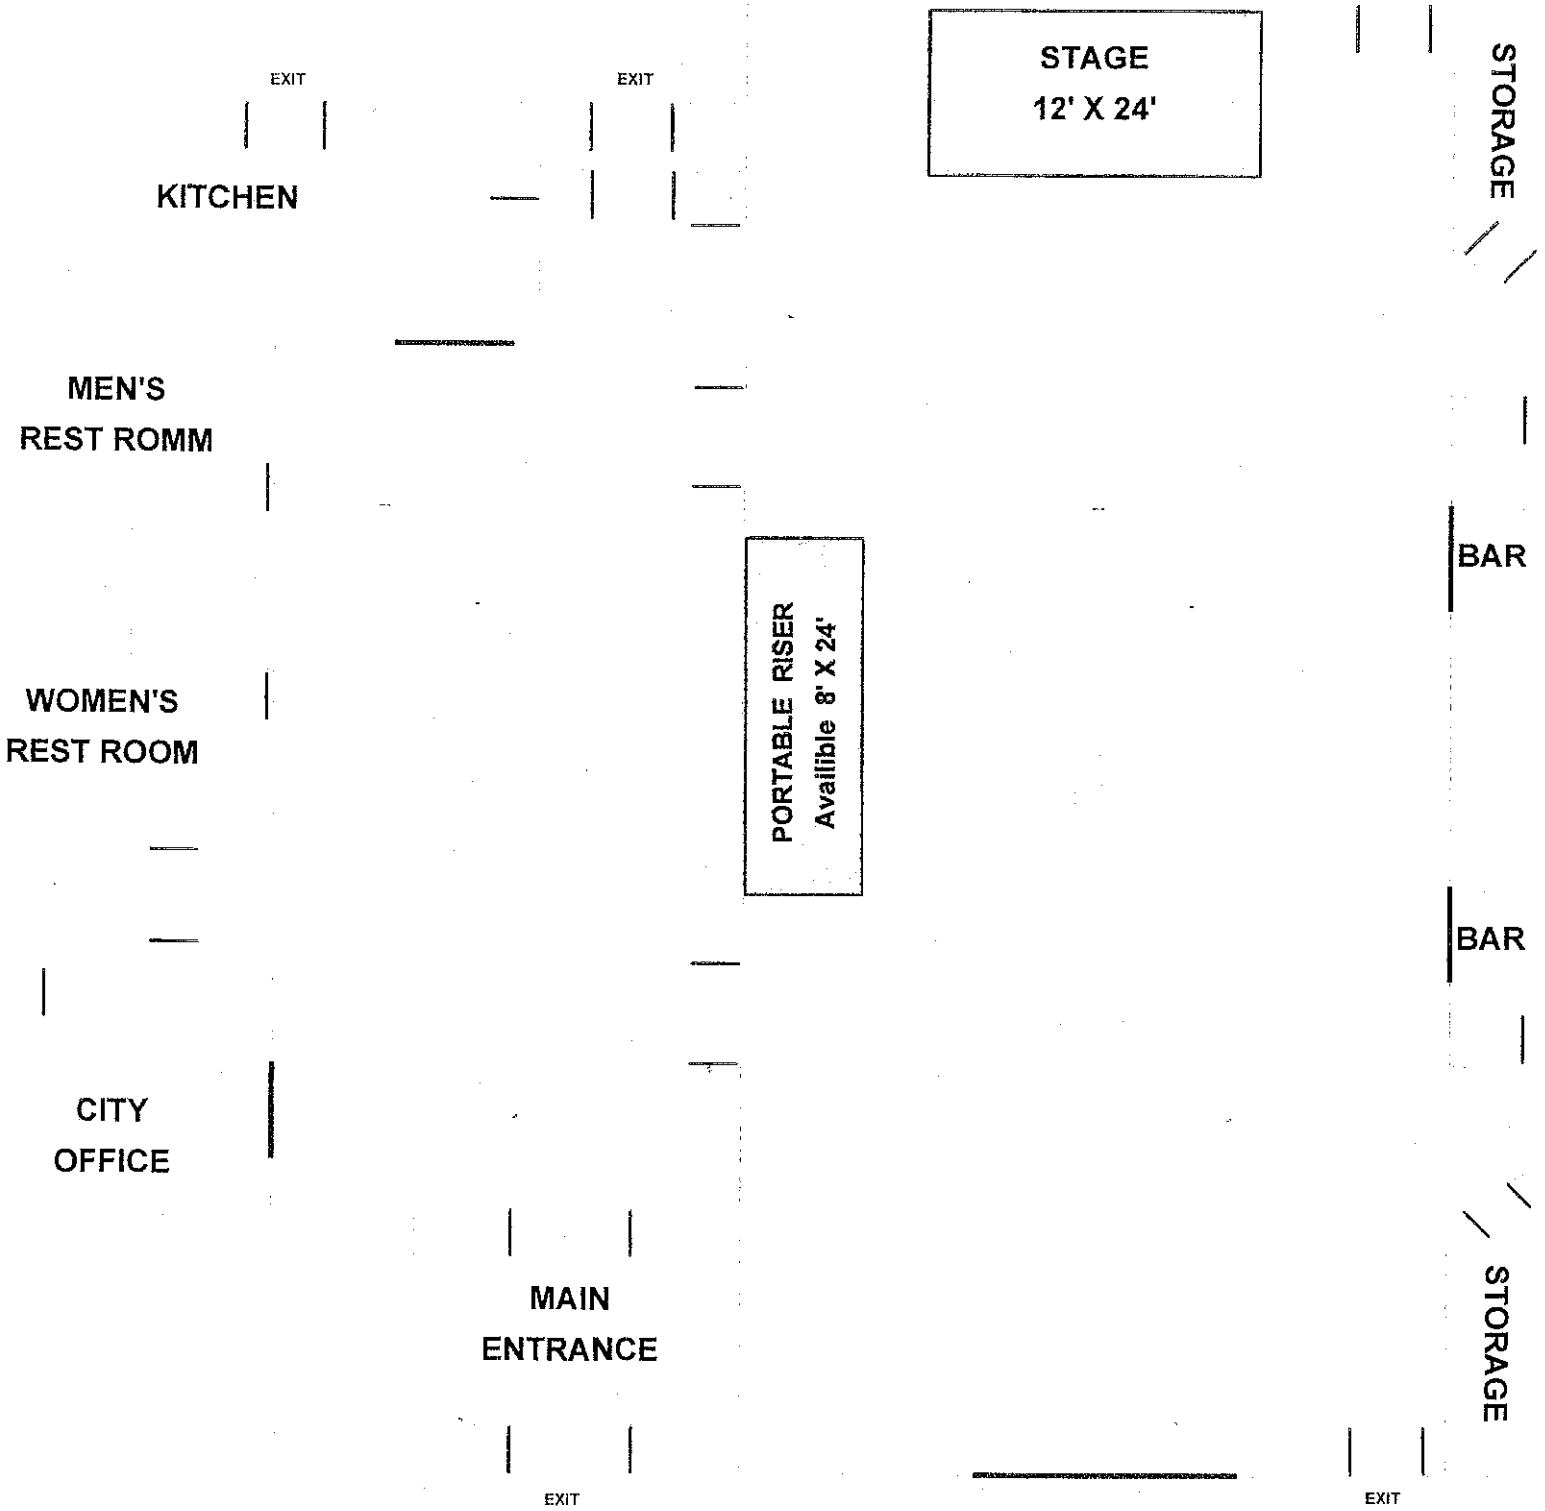 STAGE
12' X 24'
STORAGE
EXIT
EXIT
KITCHEN
MEN'S
REST ROMM
BAR
PORTABLE RISER
Availible 8' X 24'
WOMEN'S
REST ROOM
BAR
CITY
OFFICE
MAIN
ENTRANCE
STORAGE
EXIT
EXIT